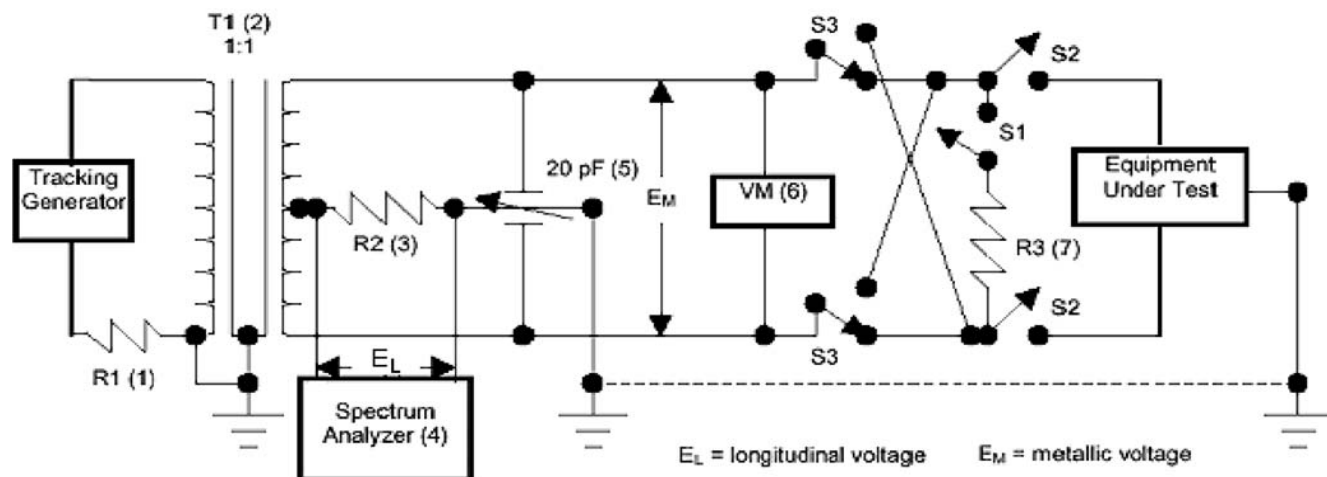 T1 (2)
1:1
S3
S2
S1
Tracking
Generator
20 pF (5)
EM
VM (6)
Equipment
Under Test
R2 (3)
R3 (7)
S2
R1 (1)
EL
S3
Spectrum
Analyzer (4)
EL = longitudinal voltage EM = metallic voltage